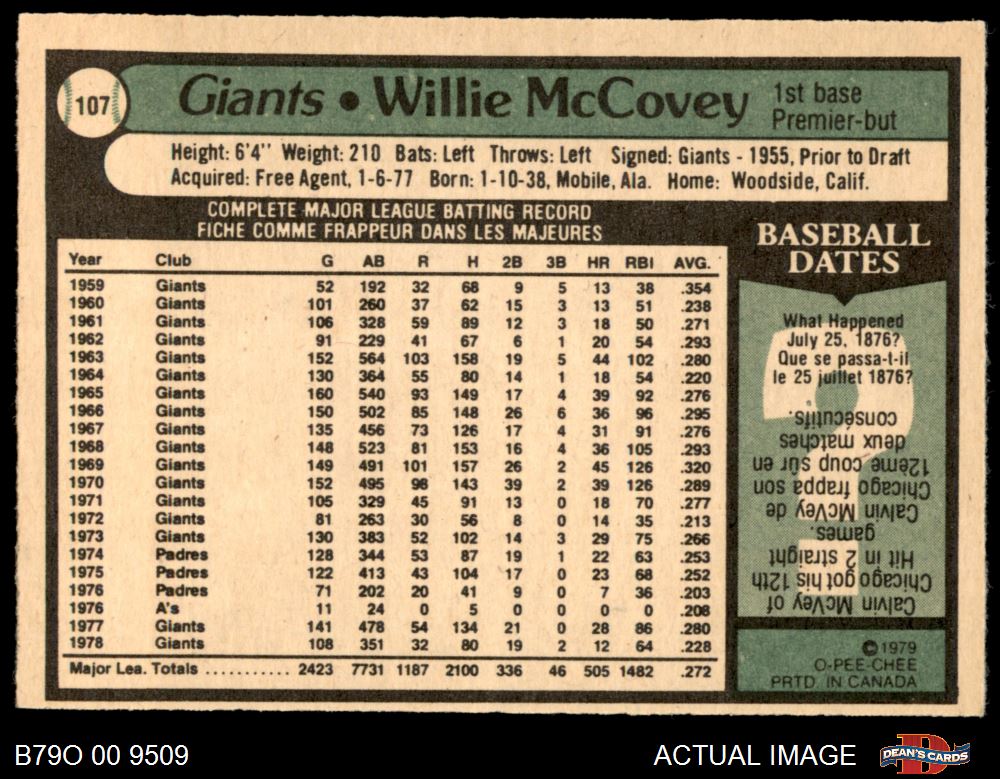 107
Giants • Willie McCovey
1st base
Premier-but
Height: 6'4'' Weight: 210 Bats: Left Throws: Left Signed: Giants - 1955, Prior to Draft
Acquired: Free Agent, 1-6-77 Born: 1-10-38, Mobile, Ala. Home: Woodside, Calif.
COMPLETE MAJOR LEAGUE BATTING RECORD
FICHE COMME FRAPPEUR DANS LES MAJEURES
Year Club G AB R H 2B 3B HR RBI AVG.
1959 Giants 52 192 32 68 9 5 13 38 .354
1960 Giants 101 260 37 62 15 3 13 51 .238
1961 Giants 106 328 59 89 12 3 18 50 .271
1962 Giants 91 229 41 67 6 1 20 54 .293
1963 Giants 152 564 103 158 19 5 44 102 .280
1964 Giants 130 364 55 80 14 1 18 54 .220
1965 Giants 160 540 93 149 17 4 39 92 .276
1966 Giants 150 502 85 148 26 6 36 96 .295
1967 Giants 135 456 73 126 17 4 31 91 .276
1968 Giants 148 523 81 153 16 4 36 105 .293
1969 Giants 149 491 101 157 26 2 45 126 .320
1970 Giants 152 495 98 143 39 2 39 126 .289
1971 Giants 105 329 45 91 13 0 18 70 .277
1972 Giants 81 263 30 56 8 0 14 35 .213
1973 Giants 130 383 52 102 14 3 29 75 .266
1974 Padres 128 344 53 87 19 1 22 63 .253
1975 Padres 122 413 43 104 17 0 23 68 .252
1976 Padres 71 202 20 41 9 0 7 36 .203
1976 A's 11 24 0 5 0 0 0 0 .208
1977 Giants 141 478 54 134 21 0 28 86 .280
1978 Giants 108 351 32 80 19 2 12 64 .228
Major Lea. Totals ........... 2423 7731 1187 2100 336 46 505 1482 .272
BASEBALL
DATES
What Happened
July 25, 1876?
Que se passa-t-il
le 25 juillet 1876?
Calvin McVey of
Chicago got his 12th
Hit in 2 straight
games.
Calvin McVey de
Chicago frappa son
12ème coup sûr en
deux matches
consécutifs.
©1979
O-PEE-CHEE
PRTD. IN CANADA
B79O 00 9509
ACTUAL IMAGE
DEAN'S CARDS